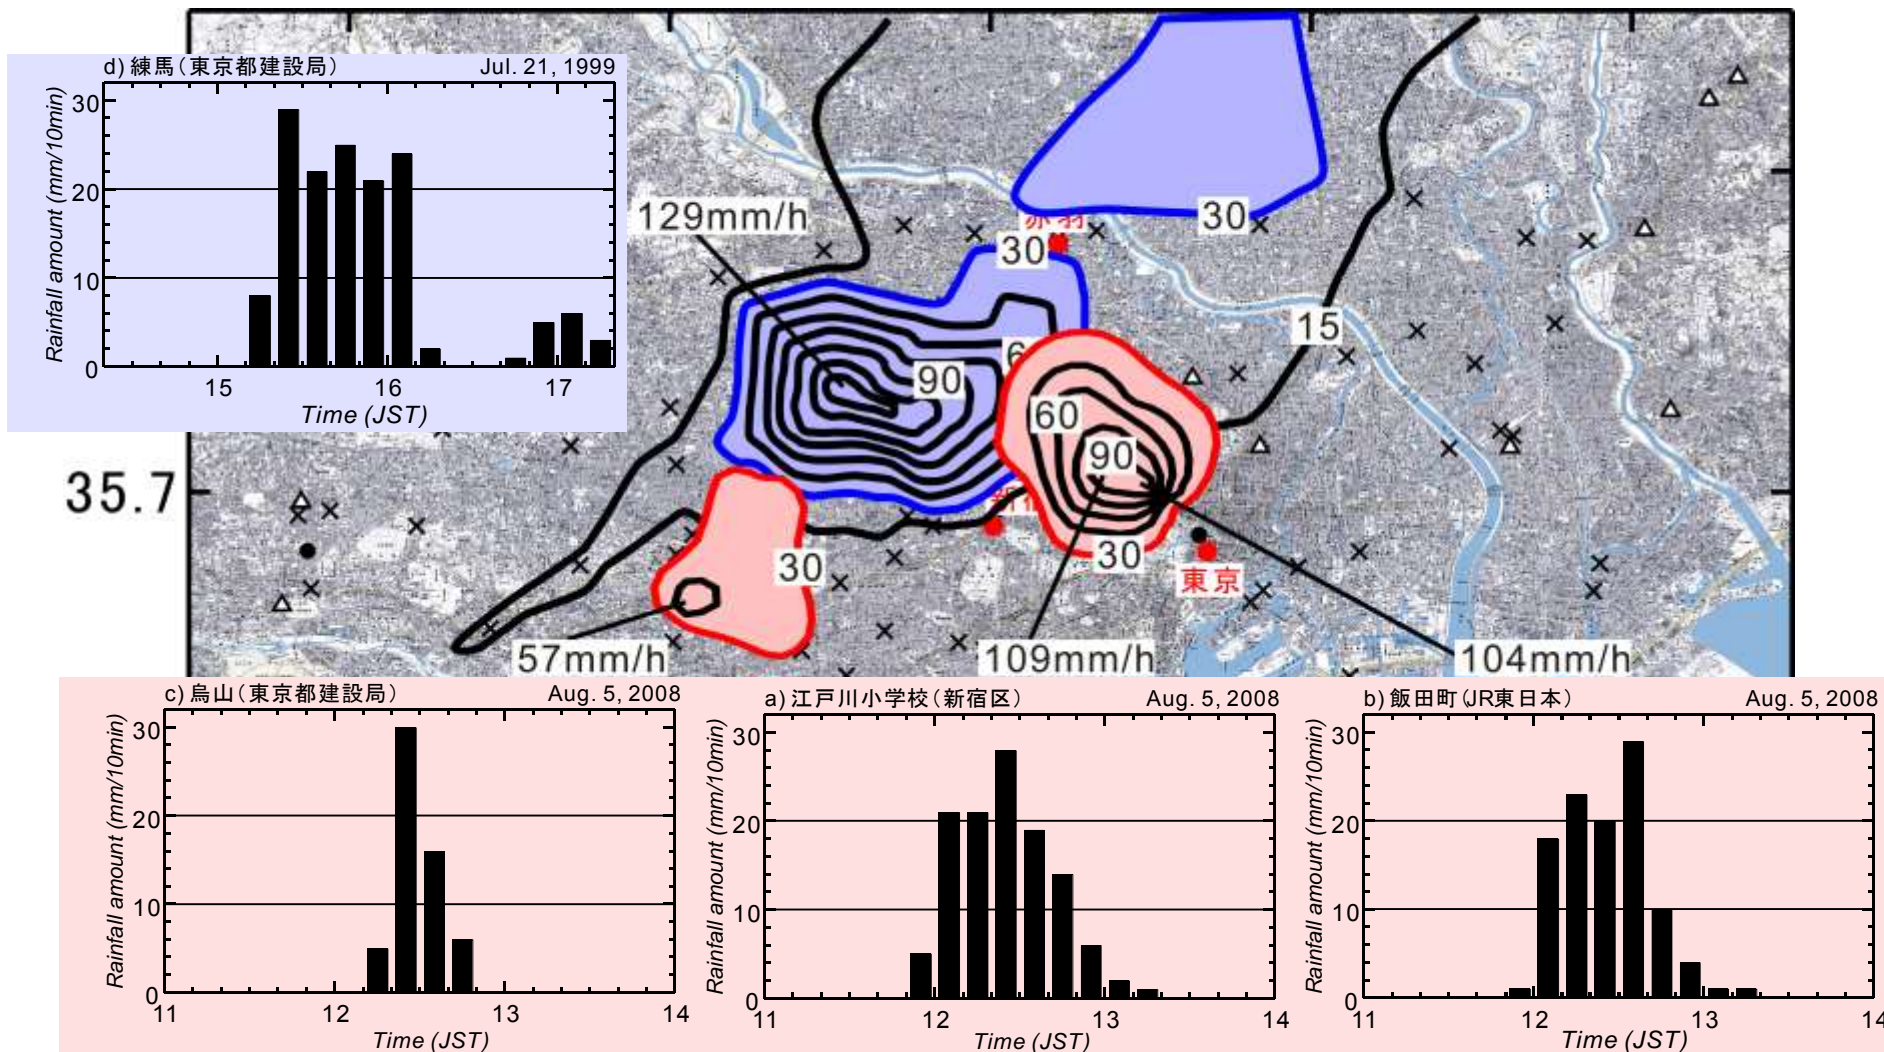 d) 練馬（東京都建設局） Jul. 21, 1999
Rainfall amount (mm/10min)
30
20
10
0
15 16 17
Time (JST)
129mm/h
赤羽
30
30
15
6
90
60
90
35.7
30
30
東京
57mm/h
109mm/h
104mm/h
c) 烏山（東京都建設局） Aug. 5, 2008
Rainfall amount (mm/10min)
30
20
10
0
11 12 13 14
Time (JST)
a) 江戸川小学校（新宿区） Aug. 5, 2008
Rainfall amount (mm/10min)
30
20
10
0
11 12 13 14
Time (JST)
b) 飯田町（JR東日本） Aug. 5, 2008
Rainfall amount (mm/10min)
30
20
10
0
11 12 13 14
Time (JST)